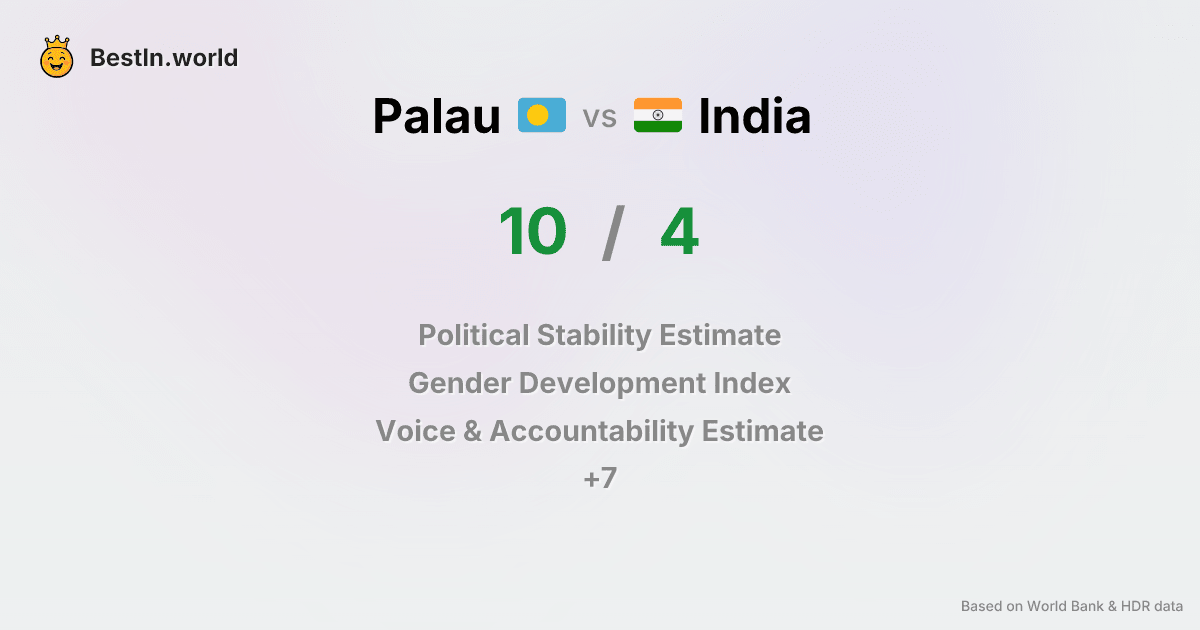 BestIn.world
Palau vs India
10 / 4
Political Stability Estimate
Gender Development Index
Voice & Accountability Estimate
+7
Based on World Bank & HDR data